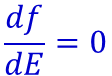 df/dE = 0